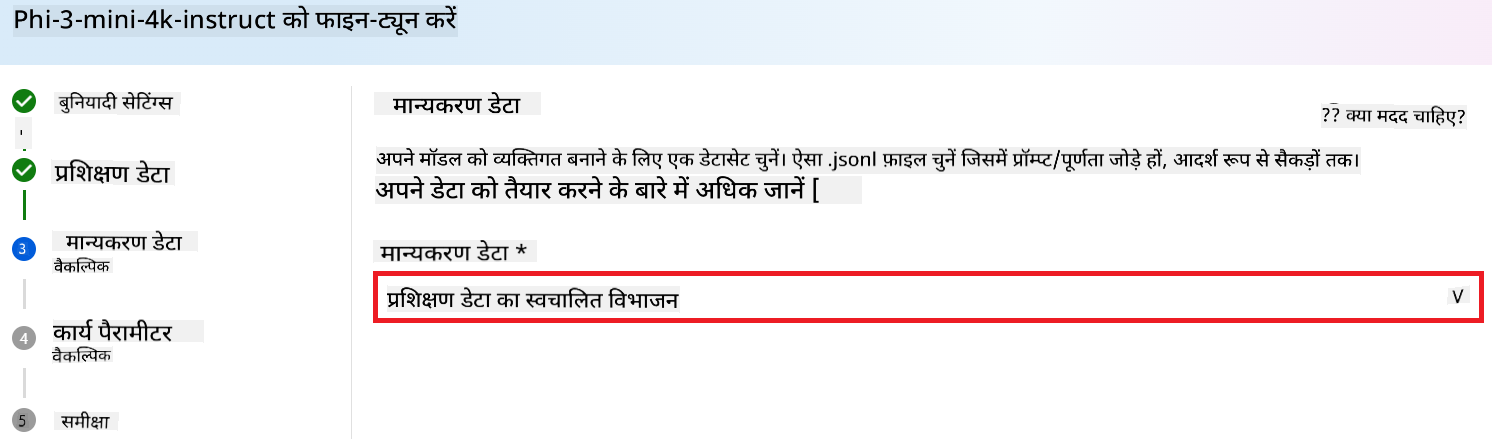 Phi-3-mini-4k-instruct को फाइन-ट्यून करें
बुनियादी सेटिंग्स
प्रशिक्षण डेटा
3
मान्यकरण डेटा
वैकल्पिक
4
कार्य पैरामीटर
वैकल्पिक
5
समीक्षा
मान्यकरण डेटा
?? क्या मदद चाहिए?
अपने मॉडल को व्यक्तिगत बनाने के लिए एक डेटासेट चुनें। ऐसा .jsonl फ़ाइल चुनें जिसमें प्रॉम्प्ट/पूर्णता जोड़े हों, आदर्श रूप से सैकड़ों तक।
अपने डेटा को तैयार करने के बारे में अधिक जानें [
मान्यकरण डेटा *
प्रशिक्षण डेटा का स्वचालित विभाजन